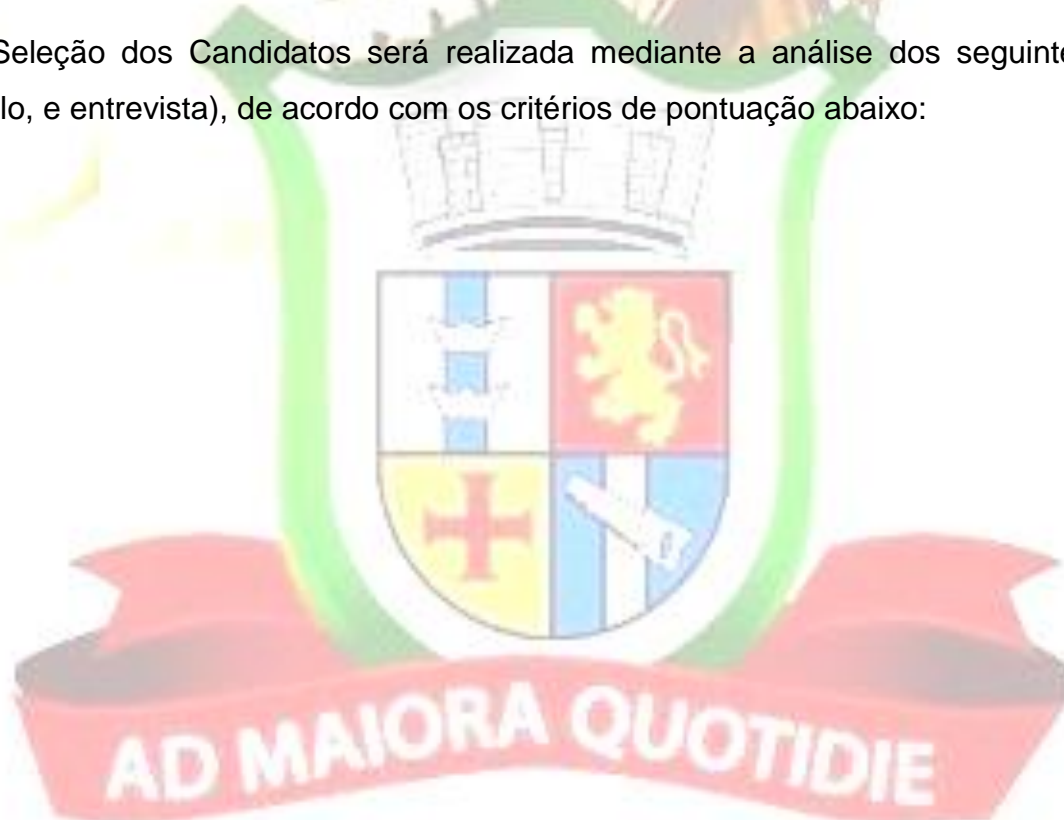 Seleção dos Candidatos será realizada mediante a análise dos seguinte
lo, e entrevista), de acordo com os critérios de pontuação abaixo:
AD MAIORA QUOTIDIE